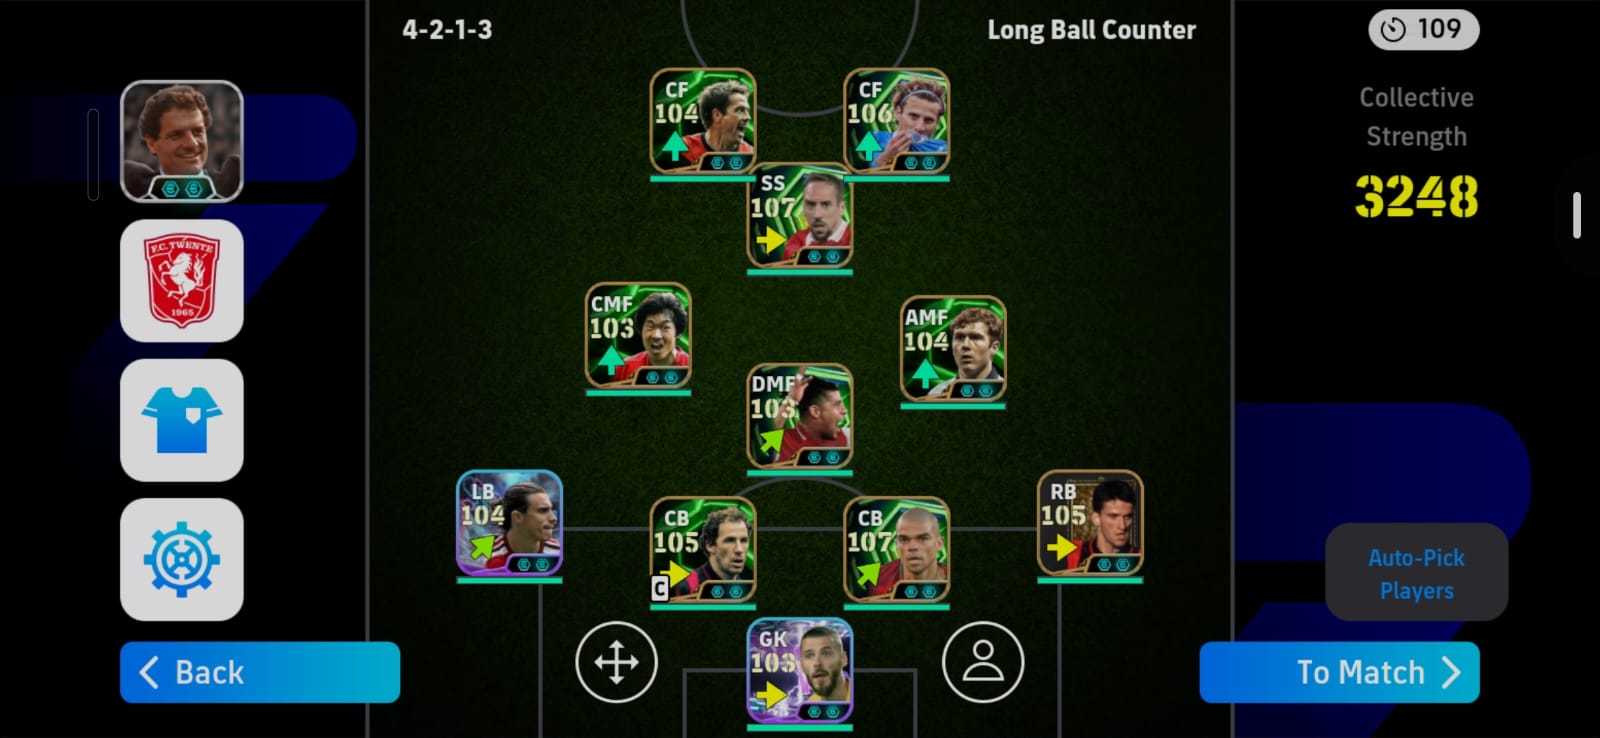 4-2-1-3
Long Ball Counter
109
Collective
Strength
3248
CF
104
CF
106
SS
107
CMF
103
AMF
104
DMF
103
LB
104
CB
105
C
CB
107
RB
105
GK
103
F.C. TWENTE
1965
Auto-Pick
Players
Back
To Match